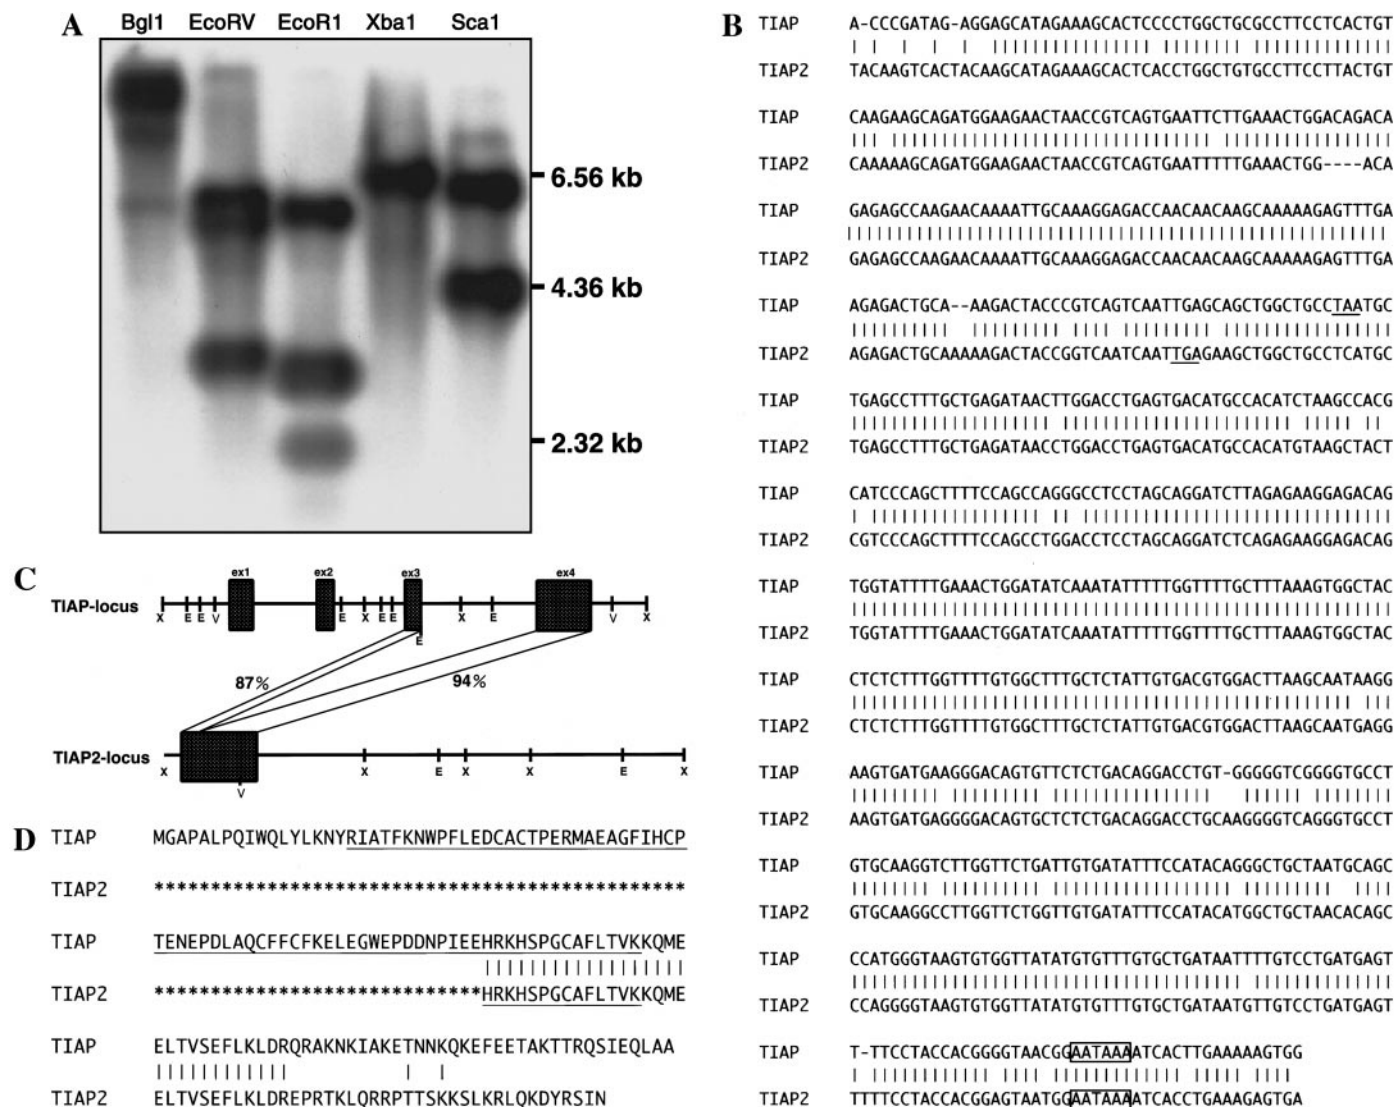 A
Bgl1 EcoRV EcoR1 Xba1 Sca1
6.56 kb
4.36 kb
2.32 kb
C
ex1 ex2 ex3 ex4
TIAP-locus
X E E V E X E E X E V X
E
87% 94%
TIAP2-locus
X X E X X E X
V
D
TIAP MGAPALPQIWQLYLKNYRIATFKNWPFLEDCACTPERMAEAGFIHCP
TIAP2 ***********************************************
TIAP TENEPDLAQCFFCFKELEGWEPDDNPIEEHRKHSPGCAFLTVKKQME
TIAP2 *****************************HRKHSPGCAFLTVKKQME
TIAP ELTVSEFLKLDRQRAKNKIAKETNNKQKEFEETAKTTRQSIEQLAA
TIAP2 ELTVSEFLKLDREPRTKLQRRPTTSKKSLKRLQKDYRSIN
B
TIAP A-CCCGATAG-AGGAGCATAGAAAGCACTCCCCTGGCTGCGCCTTCCTCACTGT
TIAP2 TACAAGTCACTACAAGCATAGAAAGCACTCACCTGGCTGTGCCTTCCTTACTGT
TIAP CAAGAAGCAGATGGAAGAACTAACCGTCAGTGAATTCTTGAAACTGGACAGACA
TIAP2 CAAAAAGCAGATGGAAGAACTAACCGTCAGTGAATTTTTGAAACTGG----ACA
TIAP GAGAGCCAAGAACAAAATTGCAAAGGAGACCAACAACAAGCAAAAAGAGTTTGA
TIAP2 GAGAGCCAAGAACAAAATTGCAAAGGAGACCAACAACAAGCAAAAAGAGTTTGA
TIAP AGAGACTGCA--AAGACTACCCGTCAGTCAATTGAGCAGCTGGCTGCCTAATGC
TIAP2 AGAGACTGCAAAAAGACTACCGGTCAATCAATTGAGAAGCTGGCTGCCTCATGC
TIAP TGAGCCTTTGCTGAGATAACTTGGACCTGAGTGACATGCCACATCTAAGCCACG
TIAP2 TGAGCCTTTGCTGAGATAACCTGGACCTGAGTGACATGCCACATGTAAGCTACT
TIAP CATCCCAGCTTTTCCAGCCAGGGCCTCCTAGCAGGATCTTAGAGAAGGAGACAG
TIAP2 CGTCCCAGCTTTTCCAGCCTGGACCTCCTAGCAGGATCTCAGAGAAGGAGACAG
TIAP TGGTATTTTGAAACTGGATATCAAATATTTTTGGTTTTGCTTTAAAGTGGCTAC
TIAP2 TGGTATTTTGAAACTGGATATCAAATATTTTTGGTTTTGCTTTAAAGTGGCTAC
TIAP CTCTCTTTGGTTTTGTGGCTTTGCTCTATTGTGACGTGGACTTAAGCAATAAGG
TIAP2 CTCTCTTTGGTTTTGTGGCTTTGCTCTATTGTGACGTGGACTTAAGCAATGAGG
TIAP AAGTGATGAAGGGACAGTGTTCTCTGACAGGACCTGT-GGGGGTCGGGGTGCCT
TIAP2 AAGTGATGAGGGGACAGTGCTCTCTGACAGGACCTGCAAGGGGTCAGGGTGCCT
TIAP GTGCAAGGTCTTGGTTCTGATTGTGATATTTCCATACAGGGCTGCTAATGCAGC
TIAP2 GTGCAAGGCCTTGGTTCTGGTTGTGATATTTCCATACATGGCTGCTAACACAGC
TIAP CCATGGGTAAGTGTGGTTATATGTGTTTGTGCTGATAATTTTGTCCTGATGAGT
TIAP2 CCAGGGGTAAGTGTGGTTATATGTGTTTGTGCTGATAATGTTGTCCTGATGAGT
TIAP T-TTCCTACCACGGGGTAACGGAATAAAATCACTTGAAAAAGTGG
TIAP2 TTTTCCTACCACGGAGTAATGGAATAAAATCACCTGAAAGAGTGA